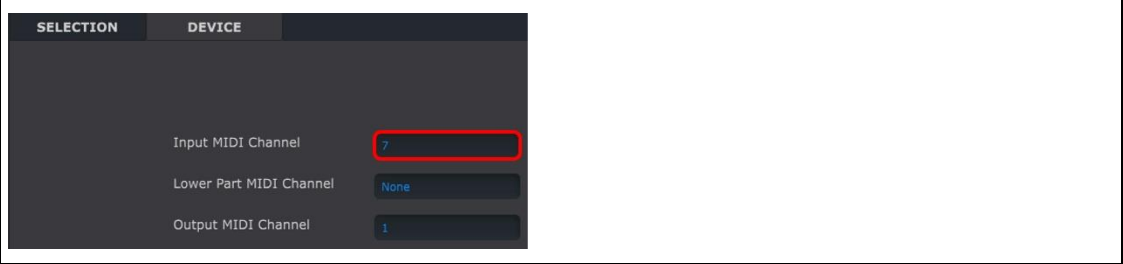 SELECTION DEVICE
Input MIDI Channel 7
Lower Part MIDI Channel None
Output MIDI Channel 1